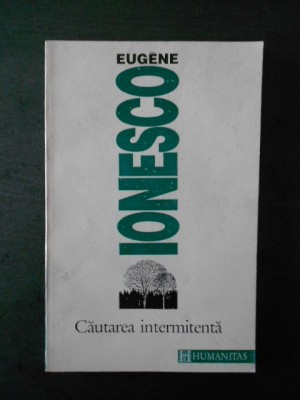 EUGÈNE
IONESCO
Căutarea intermitentă
HUMANITAS